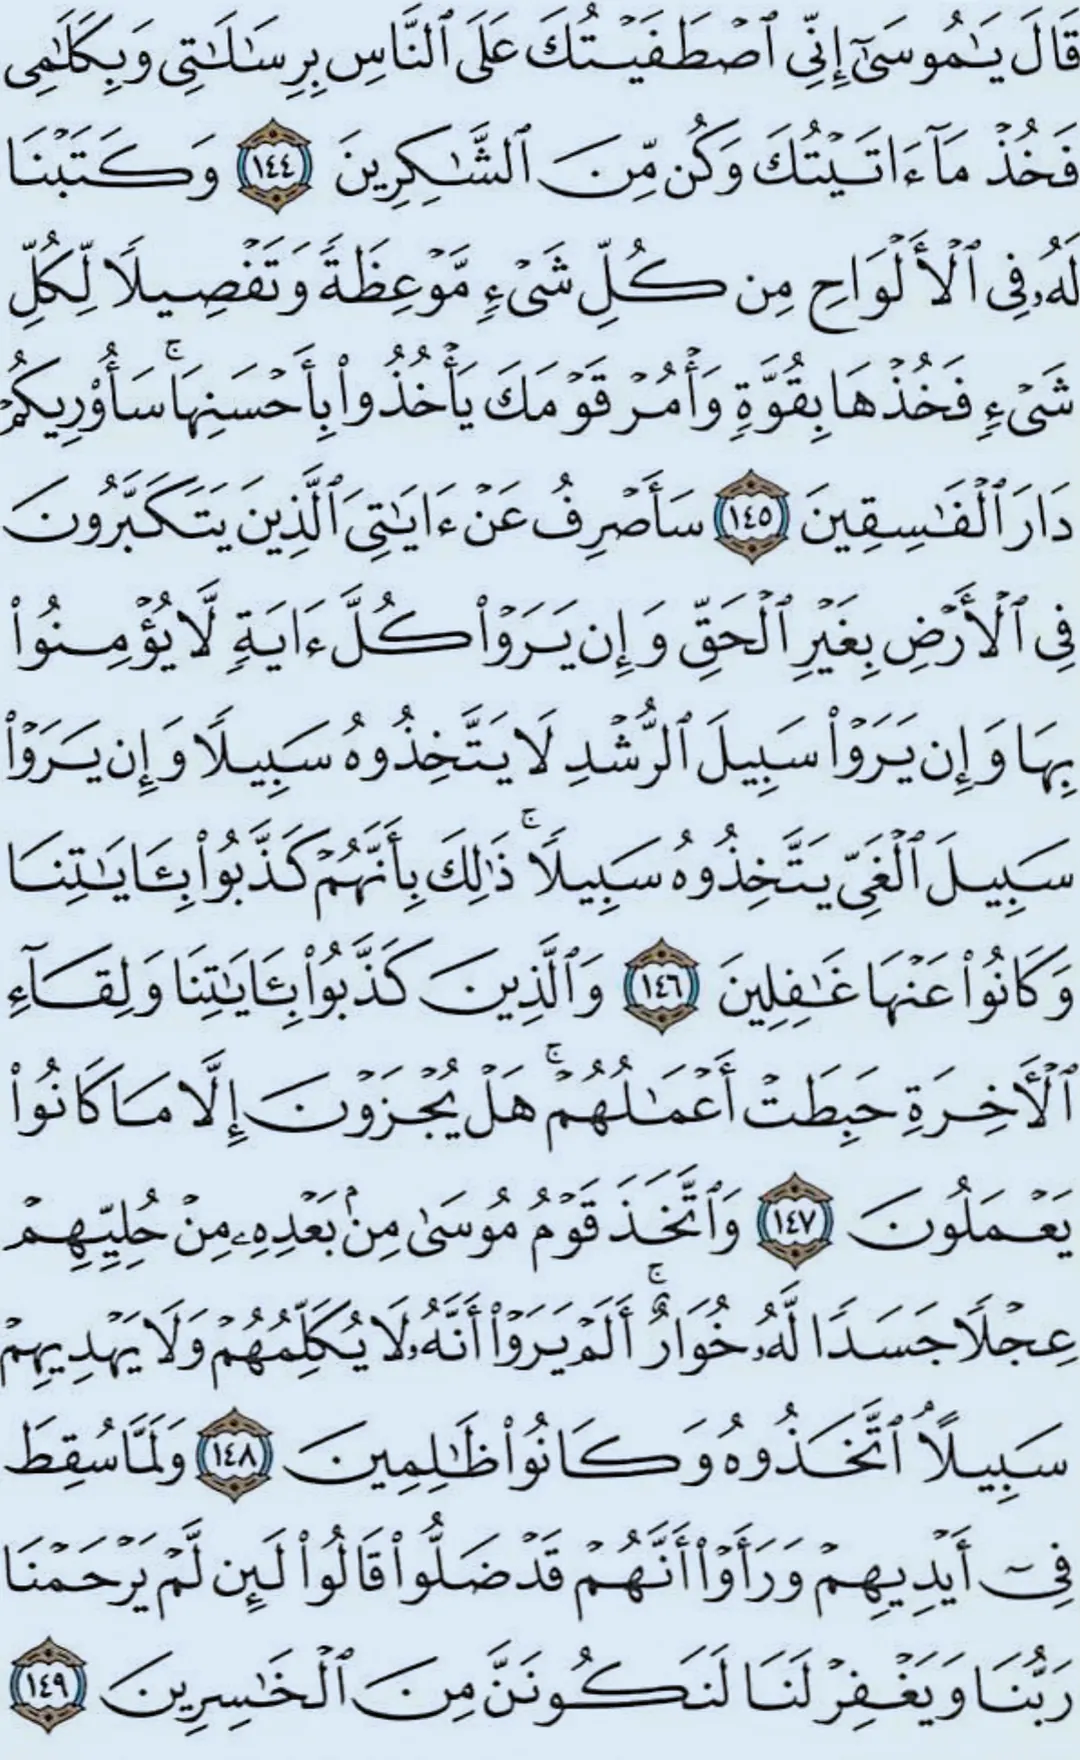 قَالَ يَـٰمُوسَىٰٓ إِنِّي ٱصۡطَفَيۡتُكَ عَلَى ٱلنَّاسِ بِرِسَـٰلَـٰتِي وَبِكَلَـٰمِي
فَخُذۡ مَآ ءَاتَيۡتُكَ وَكُن مِّنَ ٱلشَّـٰكِرِينَ ١٤٤ وَكَتَبۡنَا
لَهُۥ فِي ٱلۡأَلۡوَاحِ مِن كُلِّ شَيۡءٖ مَّوۡعِظَةٗ وَتَفۡصِيلٗا لِّكُلِّ
شَيۡءٖ فَخُذۡهَا بِقُوَّةٖ وَأۡمُرۡ قَوۡمَكَ يَأۡخُذُواْ بِأَحۡسَنِهَاۚ سَأُوْرِيكُمۡ
دَارَ ٱلۡفَـٰسِقِينَ ١٤٥ سَأَصۡرِفُ عَنۡ ءَايَـٰتِيَ ٱلَّذِينَ يَتَكَبَّرُونَ
فِي ٱلۡأَرۡضِ بِغَيۡرِ ٱلۡحَقِّ وَإِن يَرَوۡاْ كُلَّ ءَايَةٖ لَّا يُؤۡمِنُواْ
بِهَا وَإِن يَرَوۡاْ سَبِيلَ ٱلرُّشۡدِ لَا يَتَّخِذُوهُ سَبِيلٗا وَإِن يَرَوۡاْ
سَبِيلَ ٱلۡغَيِّ يَتَّخِذُوهُ سَبِيلٗاۚ ذَٰلِكَ بِأَنَّهُمۡ كَذَّبُواْ بِـَٔايَـٰتِنَا
وَكَانُواْ عَنۡهَا غَـٰفِلِينَ ١٤٦ وَٱلَّذِينَ كَذَّبُواْ بِـَٔايَـٰتِنَا وَلِقَآءِ
ٱلۡأٓخِرَةِ حَبِطَتۡ أَعۡمَـٰلُهُمۡۚ هَلۡ يُجۡزَوۡنَ إِلَّا مَا كَانُواْ
يَعۡمَلُونَ ١٤٧ وَٱتَّخَذَ قَوۡمُ مُوسَىٰ مِنۢ بَعۡدِهِۦ مِنۡ حُلِيِّهِمۡ
عِجۡلٗا جَسَدٗا لَّهُۥ خُوَارٌۚ أَلَمۡ يَرَوۡاْ أَنَّهُۥ لَا يُكَلِّمُهُمۡ وَلَا يَهۡدِيهِمۡ
سَبِيلًاۘ ٱتَّخَذُوهُ وَكَانُواْ ظَـٰلِمِينَ ١٤٨ وَلَمَّا سُقِطَ
فِيٓ أَيۡدِيهِمۡ وَرَأَوۡاْ أَنَّهُمۡ قَدۡ ضَلُّواْ قَالُواْ لَئِن لَّمۡ يَرۡحَمۡنَا
رَبُّنَا وَيَغۡفِرۡ لَنَا لَنَكُونَنَّ مِنَ ٱلۡخَـٰسِرِينَ ١٤٩